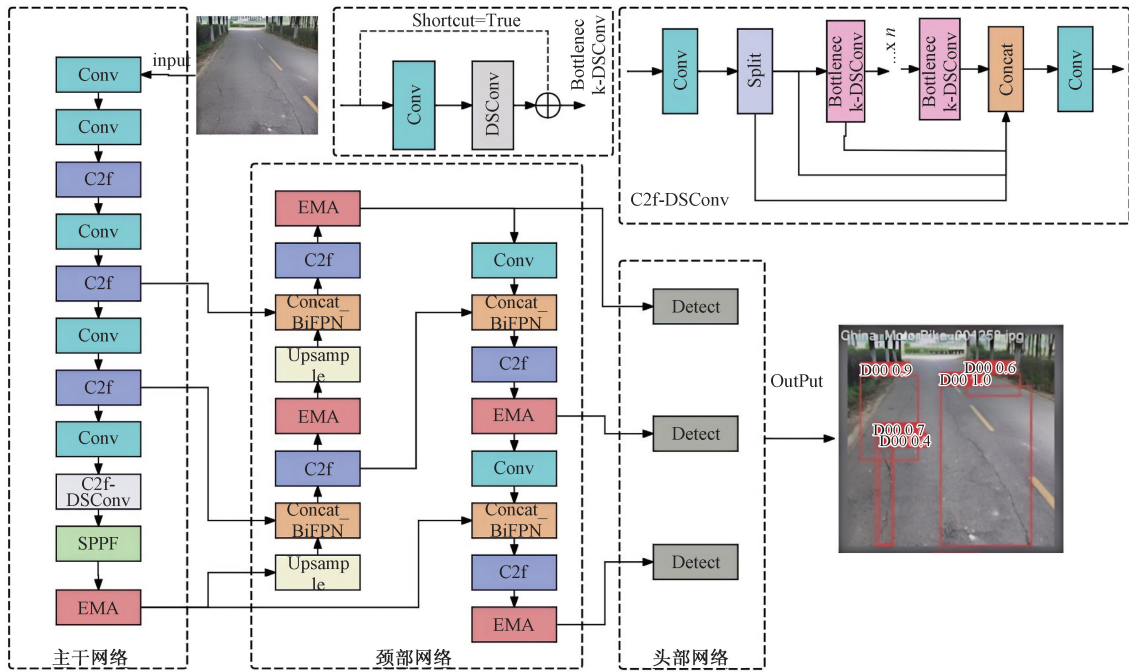 input
Conv
Conv
C2f
Conv
C2f
Conv
C2f
Conv
C2f-
DSConv
SPPF
EMA
主干网络
Shortcut=True
Conv
DSConv
Bottlenec
k-DSConv
Conv
Split
Bottlenec
k-DSConv
...x n
Bottlenec
k-DSConv
Concat
Conv
C2f-DSConv
EMA
C2f
Concat_
BiFPN
Upsamp
le
EMA
C2f
Concat_
BiFPN
Upsamp
le
Conv
Concat_
BiFPN
C2f
EMA
Conv
Concat_
BiFPN
C2f
EMA
颈部网络
Detect
Detect
Detect
头部网络
OutPut
China_MotorBike_001259.jpg
D00 0.9
D00 0.6
D00 1.0
D00 0.7
D00 0.4